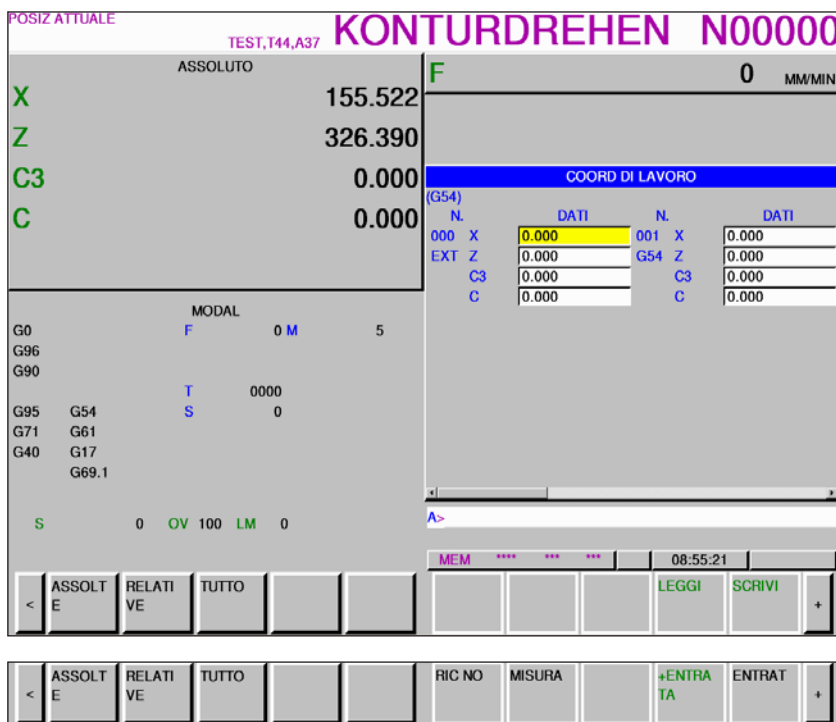 POSIZ ATTUALE
TEST,T44,A37 KONTURDREHEN N00000
ASSOLUTO
X 155.522
Z 326.390
C3 0.000
C 0.000
F 0 MM/MIN
COORD DI LAVORO
(G54)
N. DATI N. DATI
000 X 0.000 001 X 0.000
EXT Z 0.000 G54 Z 0.000
C3 0.000 C3 0.000
C 0.000 C 0.000
MODAL
G0 F 0 M 5
G96
G90
T 0000
G95 G54 S 0
G71 G61
G40 G17
G69.1
S 0 OV 100 LM 0
A>
MEM **** *** *** 08:55:21
< ASSOLT RELATI TUTTO LEGGI SCRIVI +
E VE
< ASSOLT RELATI TUTTO RIC NO MISURA +ENTRA ENTRAT +
E VE TA